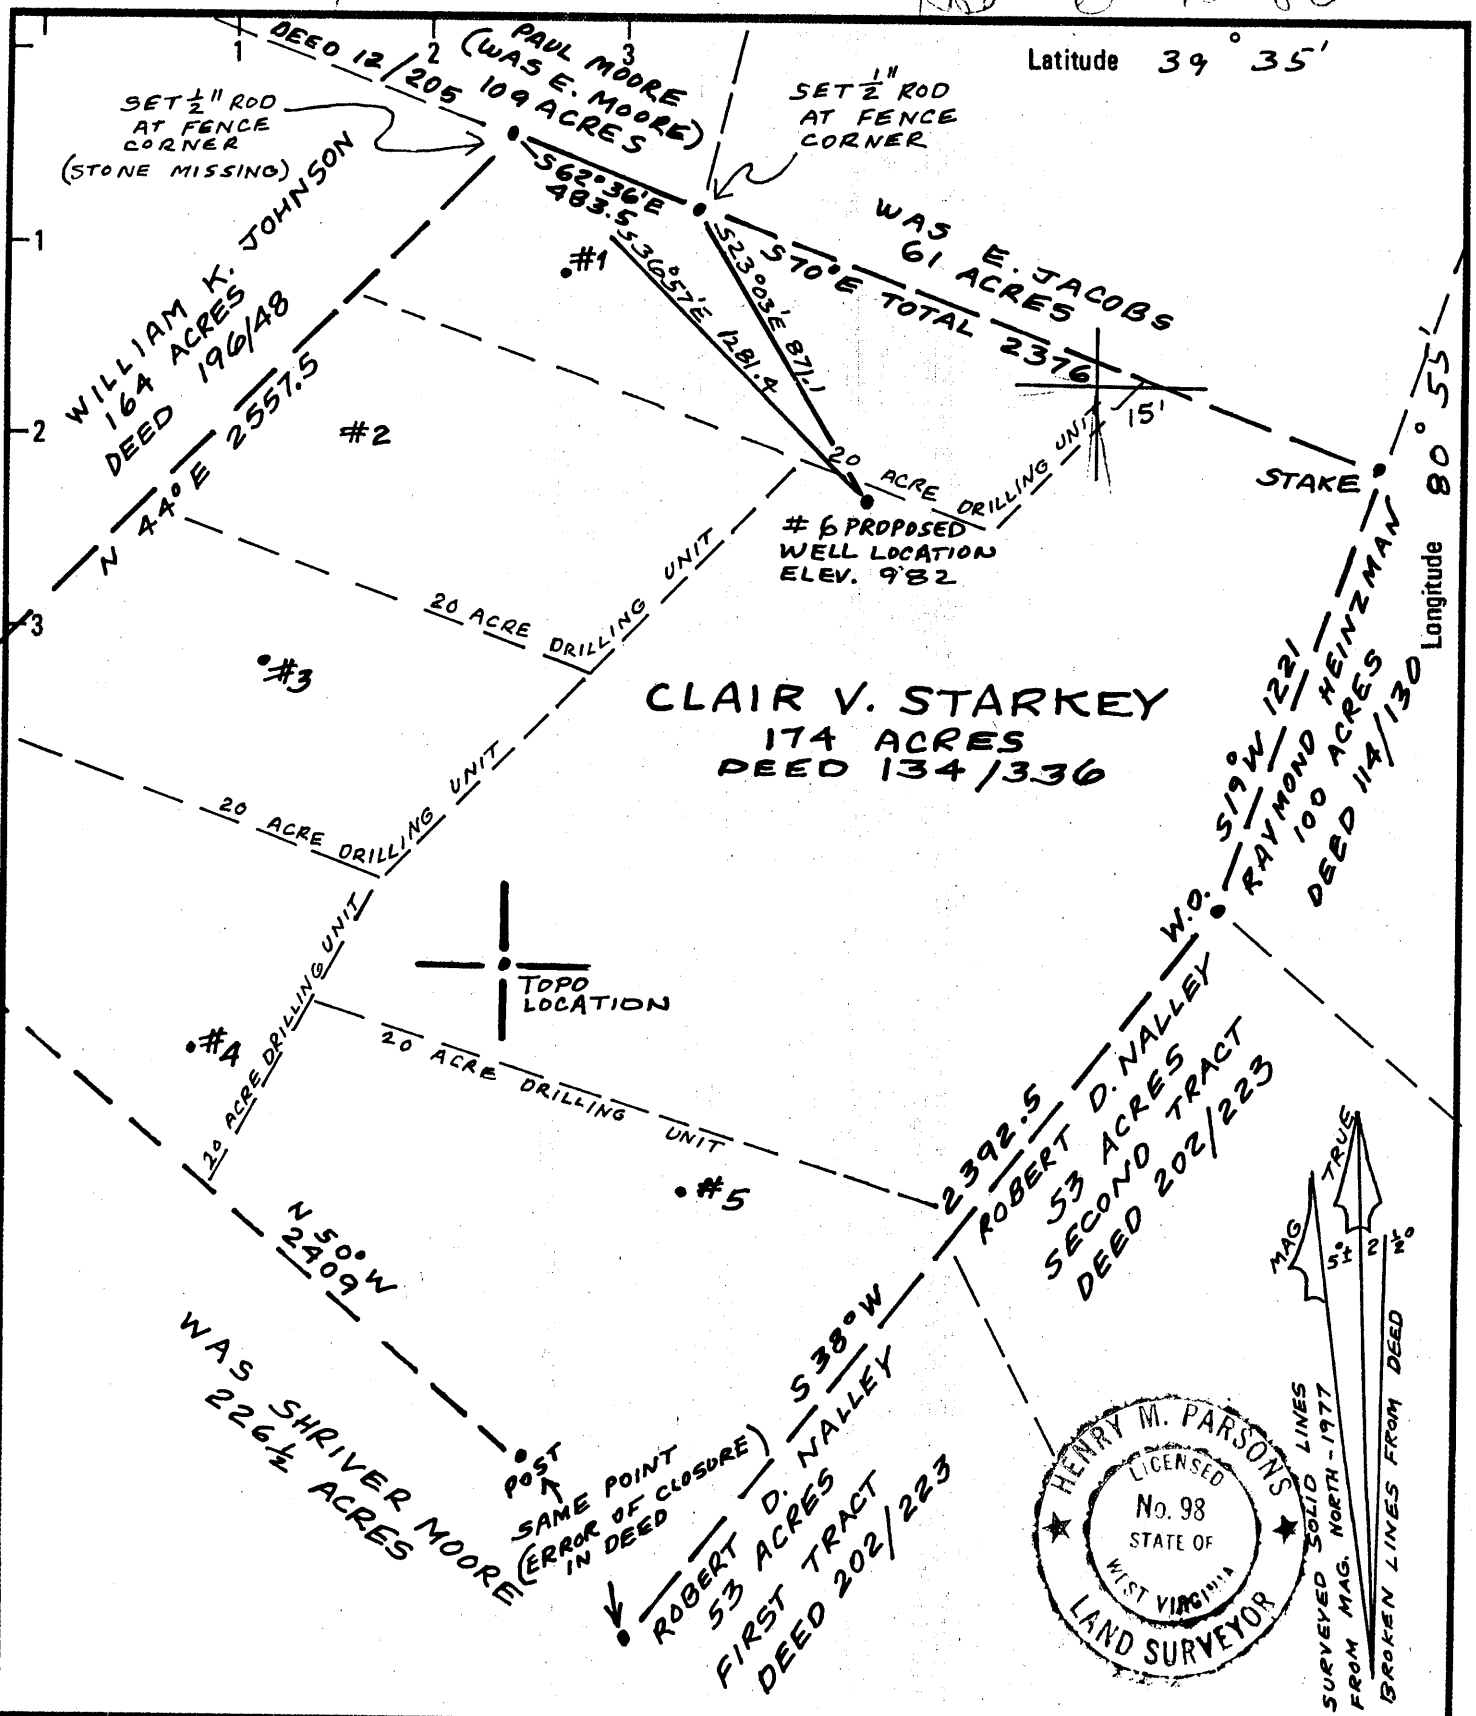 Latitude 39° 35'
1
2
3
DEED 12/205
PAUL MOORE
(WAS E. MOORE)
109 ACRES
SET 1/2" ROD
AT FENCE
CORNER
(STONE MISSING)
SET 1/2" ROD
AT FENCE
CORNER
S62°36'E
483.5
S36°57'E 1281.4
S23°03'E 871.1
S70°E TOTAL 2376
WAS E. JACOBS
61 ACRES
15'
STAKE
Longitude 80° 55'
1
2
3
WILLIAM K. JOHNSON
164 ACRES
DEED 196/48
N 44° E 2557.5
#1
#2
20 ACRE DRILLING UNIT
#6 PROPOSED
WELL LOCATION
ELEV. 982
20 ACRE DRILLING UNIT
#3
CLAIR V. STARKEY
174 ACRES
DEED 134/336
S19°W 1221
RAYMOND HEINZMAN
100 ACRES
DEED 114/130
20 ACRE DRILLING UNIT
W.O.
TOPO
LOCATION
#4
20 ACRE DRILLING UNIT
20 ACRE DRILLING UNIT
#5
S38°W 2392.5
ROBERT D. NALLEY
53 ACRES
SECOND TRACT
DEED 202/223
N 50° W
2409
WAS SHRIVER MOORE
226 1/2 ACRES
POST
SAME POINT
(ERROR OF CLOSURE)
IN DEED
ROBERT D. NALLEY
53 ACRES
FIRST TRACT
DEED 202/223
HENRY M. PARSONS
LICENSED
No. 98
STATE OF
WEST VIRGINIA
LAND SURVEYOR
MAG
TRUE
5°±
2 1/2°
SURVEYED SOLID LINES
FROM MAG. NORTH-1977
BROKEN LINES FROM DEED